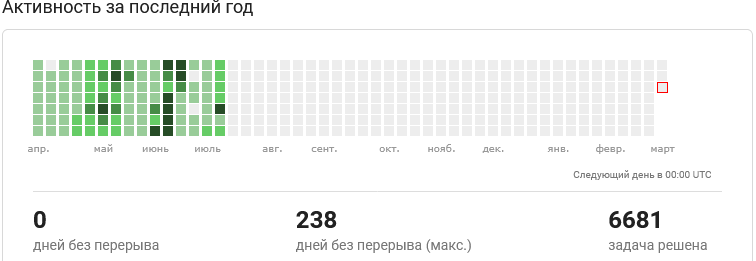 Активность за последний год
апр. май июнь июль авг. сент. окт. нояб. дек. янв. февр. март
Следующий день в 00:00 UTC
0 238 6681
дней без перерыва дней без перерыва (макс.) задача решена